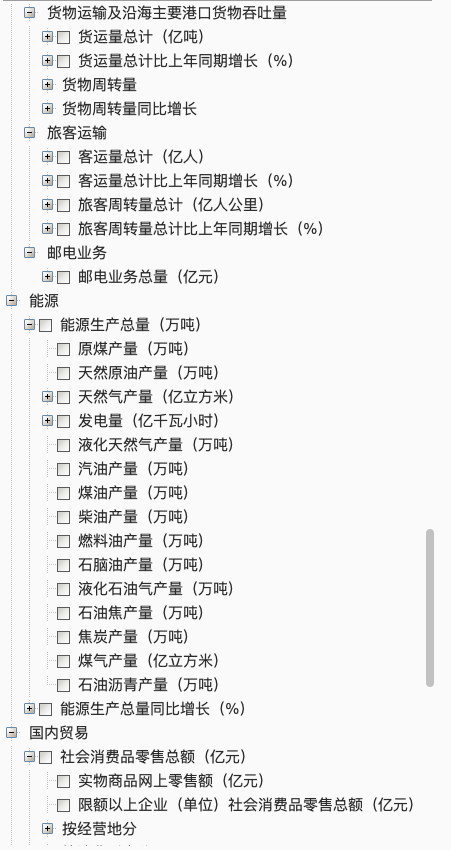 货物运输及沿海主要港口货物吞吐量
货运量总计（亿吨）
货运量总计比上年同期增长（%）
货物周转量
货物周转量同比增长
旅客运输
客运量总计（亿人）
客运量总计比上年同期增长（%）
旅客周转量总计（亿人公里）
旅客周转量总计比上年同期增长（%）
邮电业务
邮电业务总量（亿元）
能源
能源生产总量（万吨）
原煤产量（万吨）
天然原油产量（万吨）
天然气产量（亿立方米）
发电量（亿千瓦小时）
液化天然气产量（万吨）
汽油产量（万吨）
煤油产量（万吨）
柴油产量（万吨）
燃料油产量（万吨）
石脑油产量（万吨）
液化石油气产量（万吨）
石油焦产量（万吨）
焦炭产量（万吨）
煤气产量（亿立方米）
石油沥青产量（万吨）
能源生产总量同比增长（%）
国内贸易
社会消费品零售总额（亿元）
实物商品网上零售额（亿元）
限额以上企业（单位）社会消费品零售总额（亿元）
按经营地分